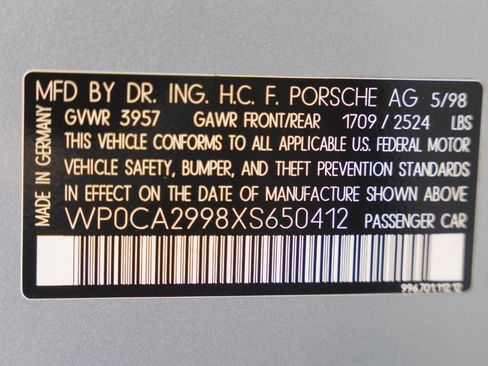 MFD BY DR. ING. H.C. F. PORSCHE AG 5/98
GVWR 3957 GAWR FRONT/REAR 1709 / 2524 LBS
THIS VEHICLE CONFORMS TO ALL APPLICABLE U.S. FEDERAL MOTOR
VEHICLE SAFETY, BUMPER, AND THEFT PREVENTION STANDARDS
IN EFFECT ON THE DATE OF MANUFACTURE SHOWN ABOVE
WP0CA2998XS650412 PASSENGER CAR
MADE IN GERMANY
996.701.112.12